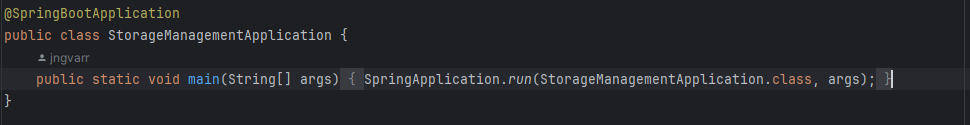 @SpringBootApplication
public class StorageManagementApplication {
jngvarr
public static void main(String[] args) { SpringApplication.run(StorageManagementApplication.class, args); }
}